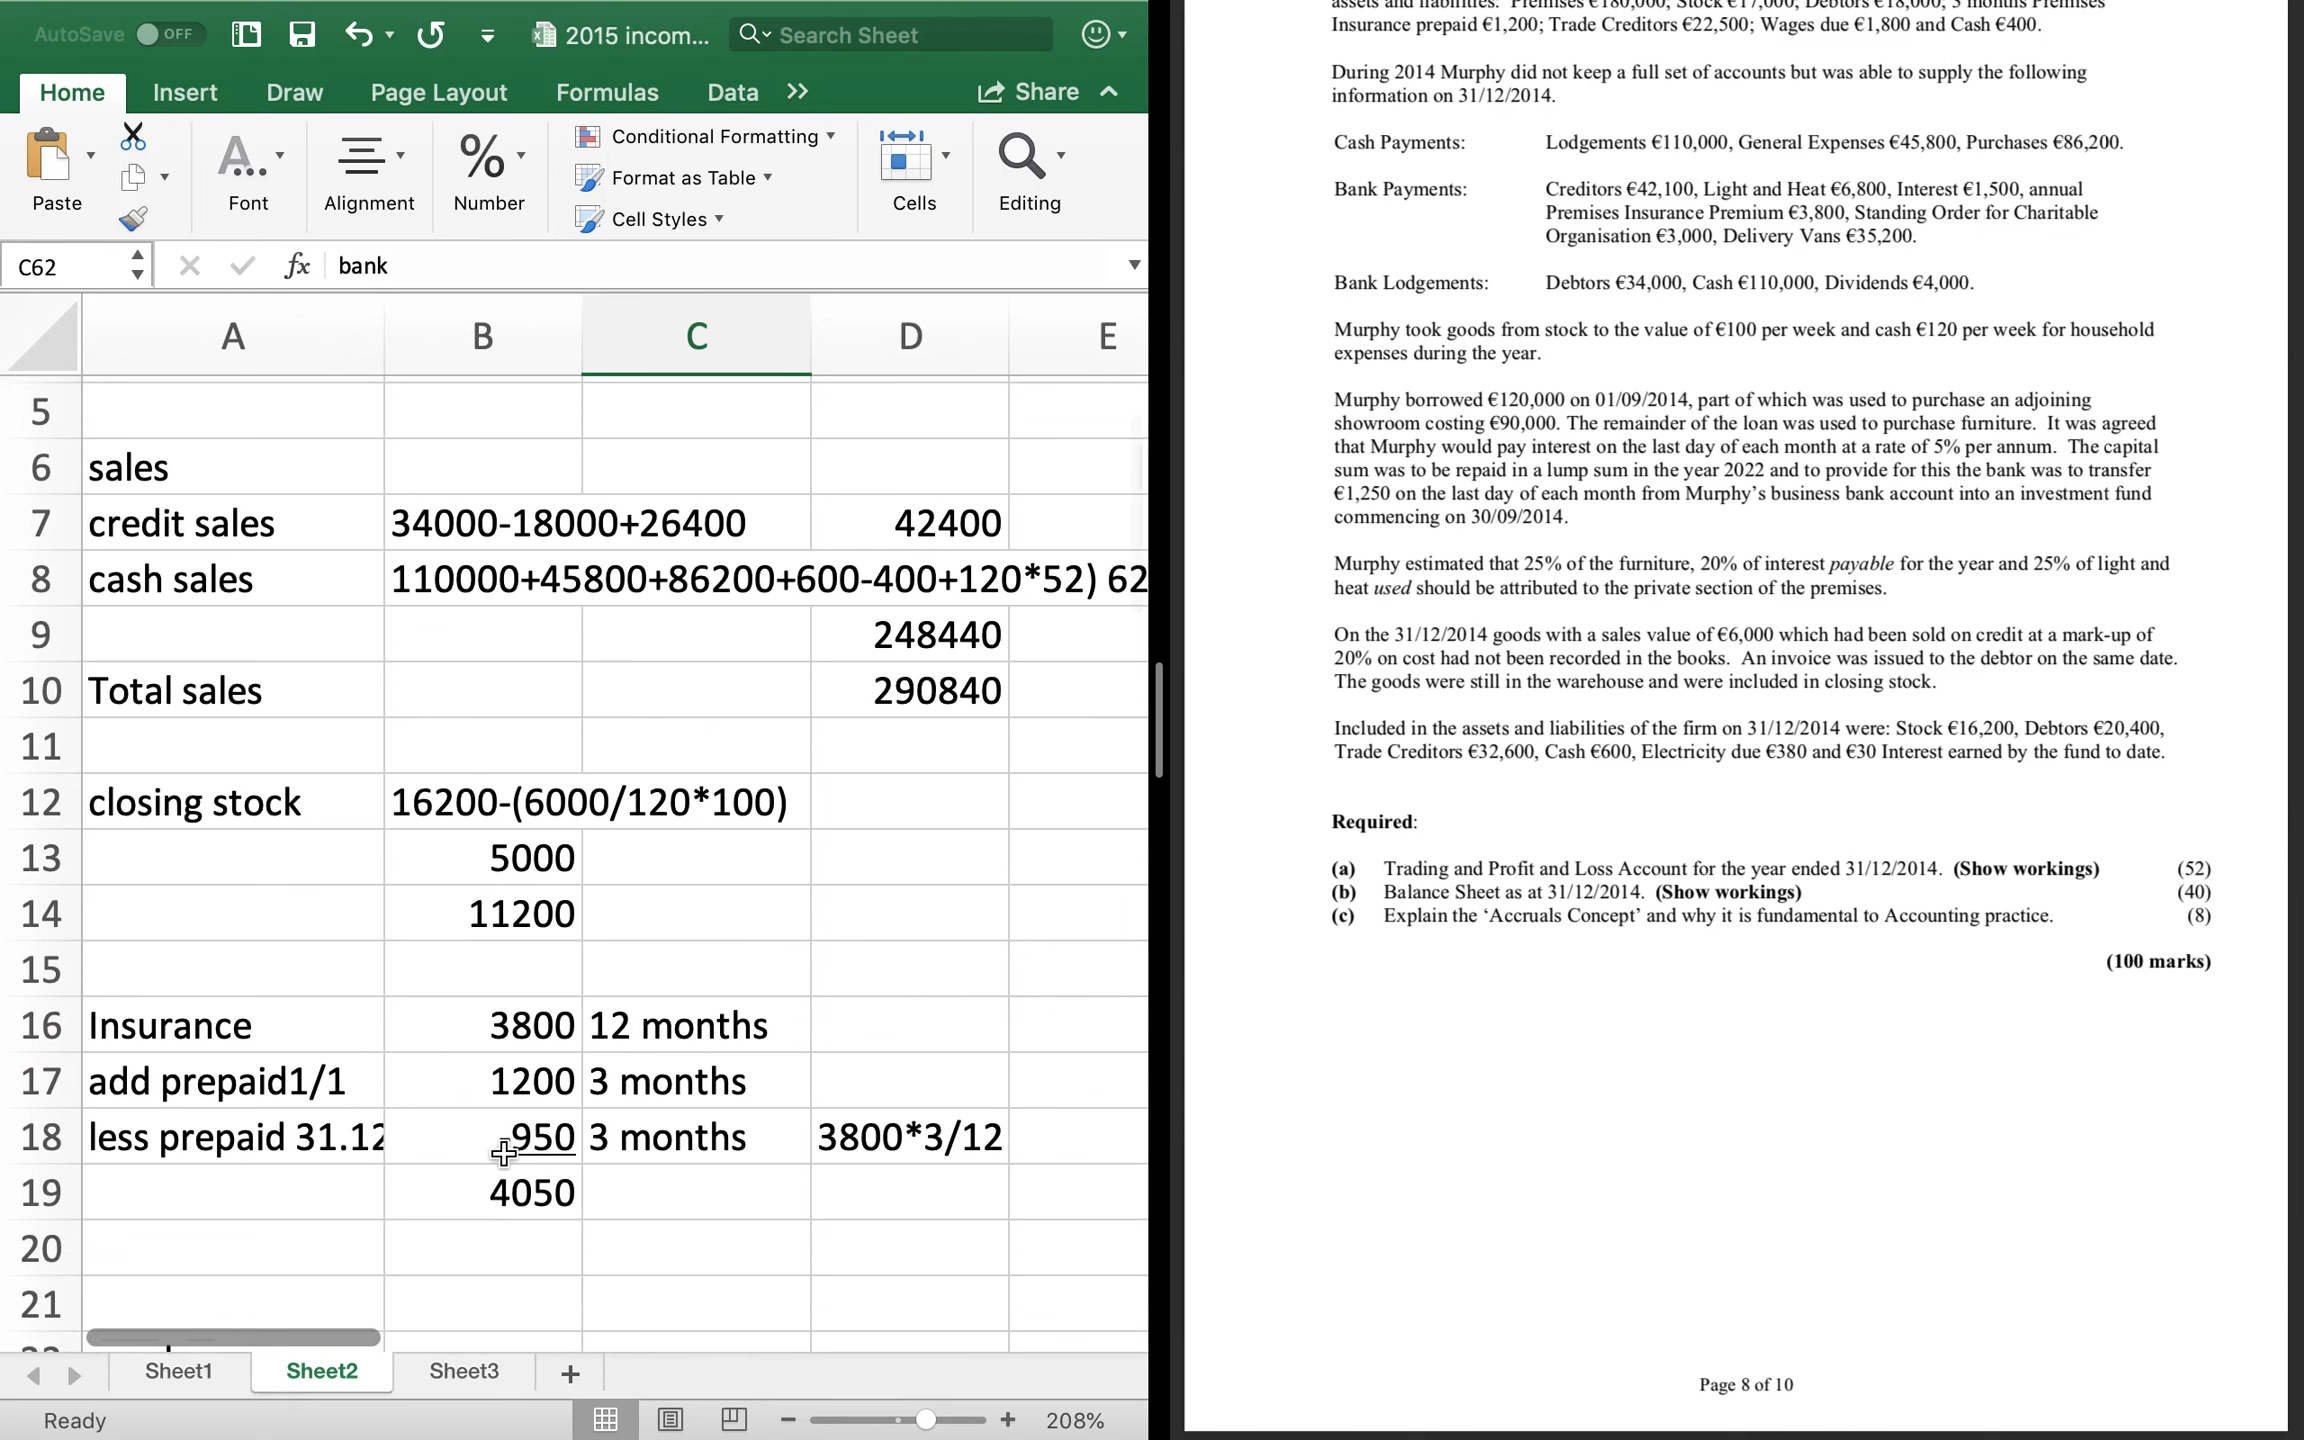 AutoSave OFF 2015 incom... Search Sheet
Home Insert Draw Page Layout Formulas Data >> Share
Paste Font Alignment % Number Conditional Formatting Format as Table Cell Styles Cells Editing
C62 fx bank
A B C D E
5
6 sales
7 credit sales 34000-18000+26400 42400
8 cash sales 110000+45800+86200+600-400+120*52) 62
9 248440
10 Total sales 290840
11
12 closing stock 16200-(6000/120*100)
13 5000
14 11200
15
16 Insurance 3800 12 months
17 add prepaid1/1 1200 3 months
18 less prepaid 31.12 -950 3 months 3800*3/12
19 4050
20
21
Sheet1 Sheet2 Sheet3 +
Ready 208%
assets and liabilities: Premises €180,000; Stock €17,000; Debtors €18,000; 3 months Premises
Insurance prepaid €1,200; Trade Creditors €22,500; Wages due €1,800 and Cash €400.
During 2014 Murphy did not keep a full set of accounts but was able to supply the following
information on 31/12/2014.
Cash Payments: Lodgements €110,000, General Expenses €45,800, Purchases €86,200.
Bank Payments: Creditors €42,100, Light and Heat €6,800, Interest €1,500, annual
Premises Insurance Premium €3,800, Standing Order for Charitable
Organisation €3,000, Delivery Vans €35,200.
Bank Lodgements: Debtors €34,000, Cash €110,000, Dividends €4,000.
Murphy took goods from stock to the value of €100 per week and cash €120 per week for household
expenses during the year.
Murphy borrowed €120,000 on 01/09/2014, part of which was used to purchase an adjoining
showroom costing €90,000. The remainder of the loan was used to purchase furniture. It was agreed
that Murphy would pay interest on the last day of each month at a rate of 5% per annum. The capital
sum was to be repaid in a lump sum in the year 2022 and to provide for this the bank was to transfer
€1,250 on the last day of each month from Murphy's business bank account into an investment fund
commencing on 30/09/2014.
Murphy estimated that 25% of the furniture, 20% of interest payable for the year and 25% of light and
heat used should be attributed to the private section of the premises.
On the 31/12/2014 goods with a sales value of €6,000 which had been sold on credit at a mark-up of
20% on cost had not been recorded in the books. An invoice was issued to the debtor on the same date.
The goods were still in the warehouse and were included in closing stock.
Included in the assets and liabilities of the firm on 31/12/2014 were: Stock €16,200, Debtors €20,400,
Trade Creditors €32,600, Cash €600, Electricity due €380 and €30 Interest earned by the fund to date.
Required:
(a) Trading and Profit and Loss Account for the year ended 31/12/2014. (Show workings) (52)
(b) Balance Sheet as at 31/12/2014. (Show workings) (40)
(c) Explain the 'Accruals Concept' and why it is fundamental to Accounting practice. (8)
(100 marks)
Page 8 of 10